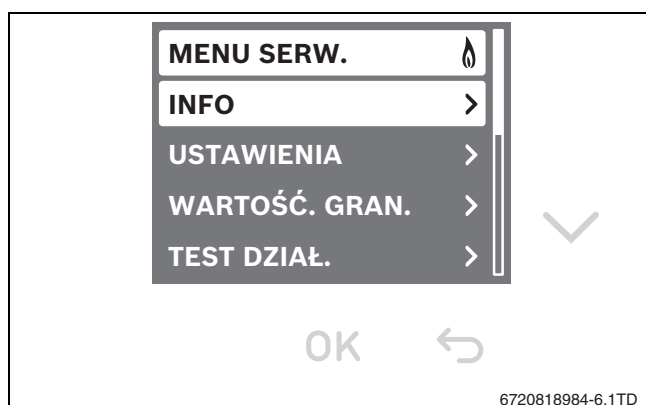 MENU SERW.
INFO
USTAWIENIA
WARTOŚĆ. GRAN.
TEST DZIAŁ.
OK
6720818984-6.1TD